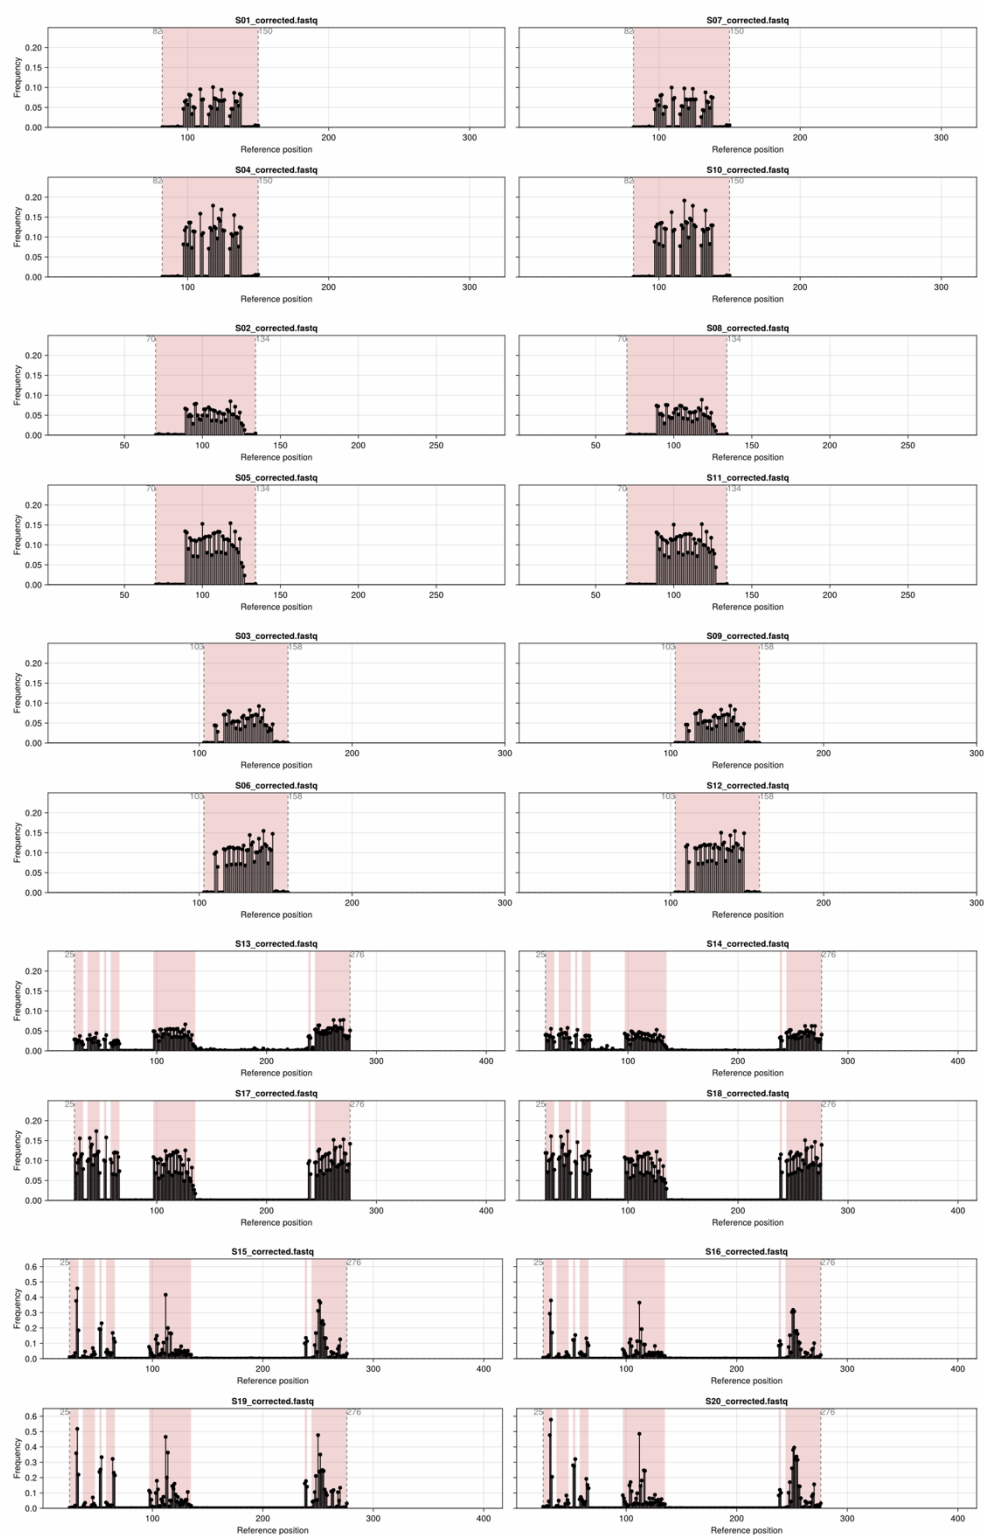 S01_corrected.fastq S07_corrected.fastq
82 150 82 150
0.20
0.15
0.10
0.05
0.00
Frequency
100 200 300 100 200 300
Reference position Reference position
S04_corrected.fastq S10_corrected.fastq
82 150 82 150
0.20
0.15
0.10
0.05
0.00
Frequency
100 200 300 100 200 300
Reference position Reference position
S02_corrected.fastq S08_corrected.fastq
70 134 70 134
0.20
0.15
0.10
0.05
0.00
Frequency
50 100 150 200 250 50 100 150 200 250
Reference position Reference position
S05_corrected.fastq S11_corrected.fastq
70 134 70 134
0.20
0.15
0.10
0.05
0.00
Frequency
50 100 150 200 250 50 100 150 200 250
Reference position Reference position
S03_corrected.fastq S09_corrected.fastq
103 158 103 158
0.20
0.15
0.10
0.05
0.00
Frequency
100 200 300 100 200 300
Reference position Reference position
S06_corrected.fastq S12_corrected.fastq
103 158 103 158
0.20
0.15
0.10
0.05
0.00
Frequency
100 200 300 100 200 300
Reference position Reference position
S13_corrected.fastq S14_corrected.fastq
25 276 25 276
0.20
0.15
0.10
0.05
0.00
Frequency
100 200 300 400 100 200 300 400
Reference position Reference position
S17_corrected.fastq S18_corrected.fastq
25 276 25 276
0.20
0.15
0.10
0.05
0.00
Frequency
100 200 300 400 100 200 300 400
Reference position Reference position
S15_corrected.fastq S16_corrected.fastq
25 276 25 276
0.6
0.5
0.4
0.3
0.2
0.1
0.0
Frequency
100 200 300 400 100 200 300 400
Reference position Reference position
S19_corrected.fastq S20_corrected.fastq
25 276 25 276
0.6
0.5
0.4
0.3
0.2
0.1
0.0
Frequency
100 200 300 400 100 200 300 400
Reference position Reference position